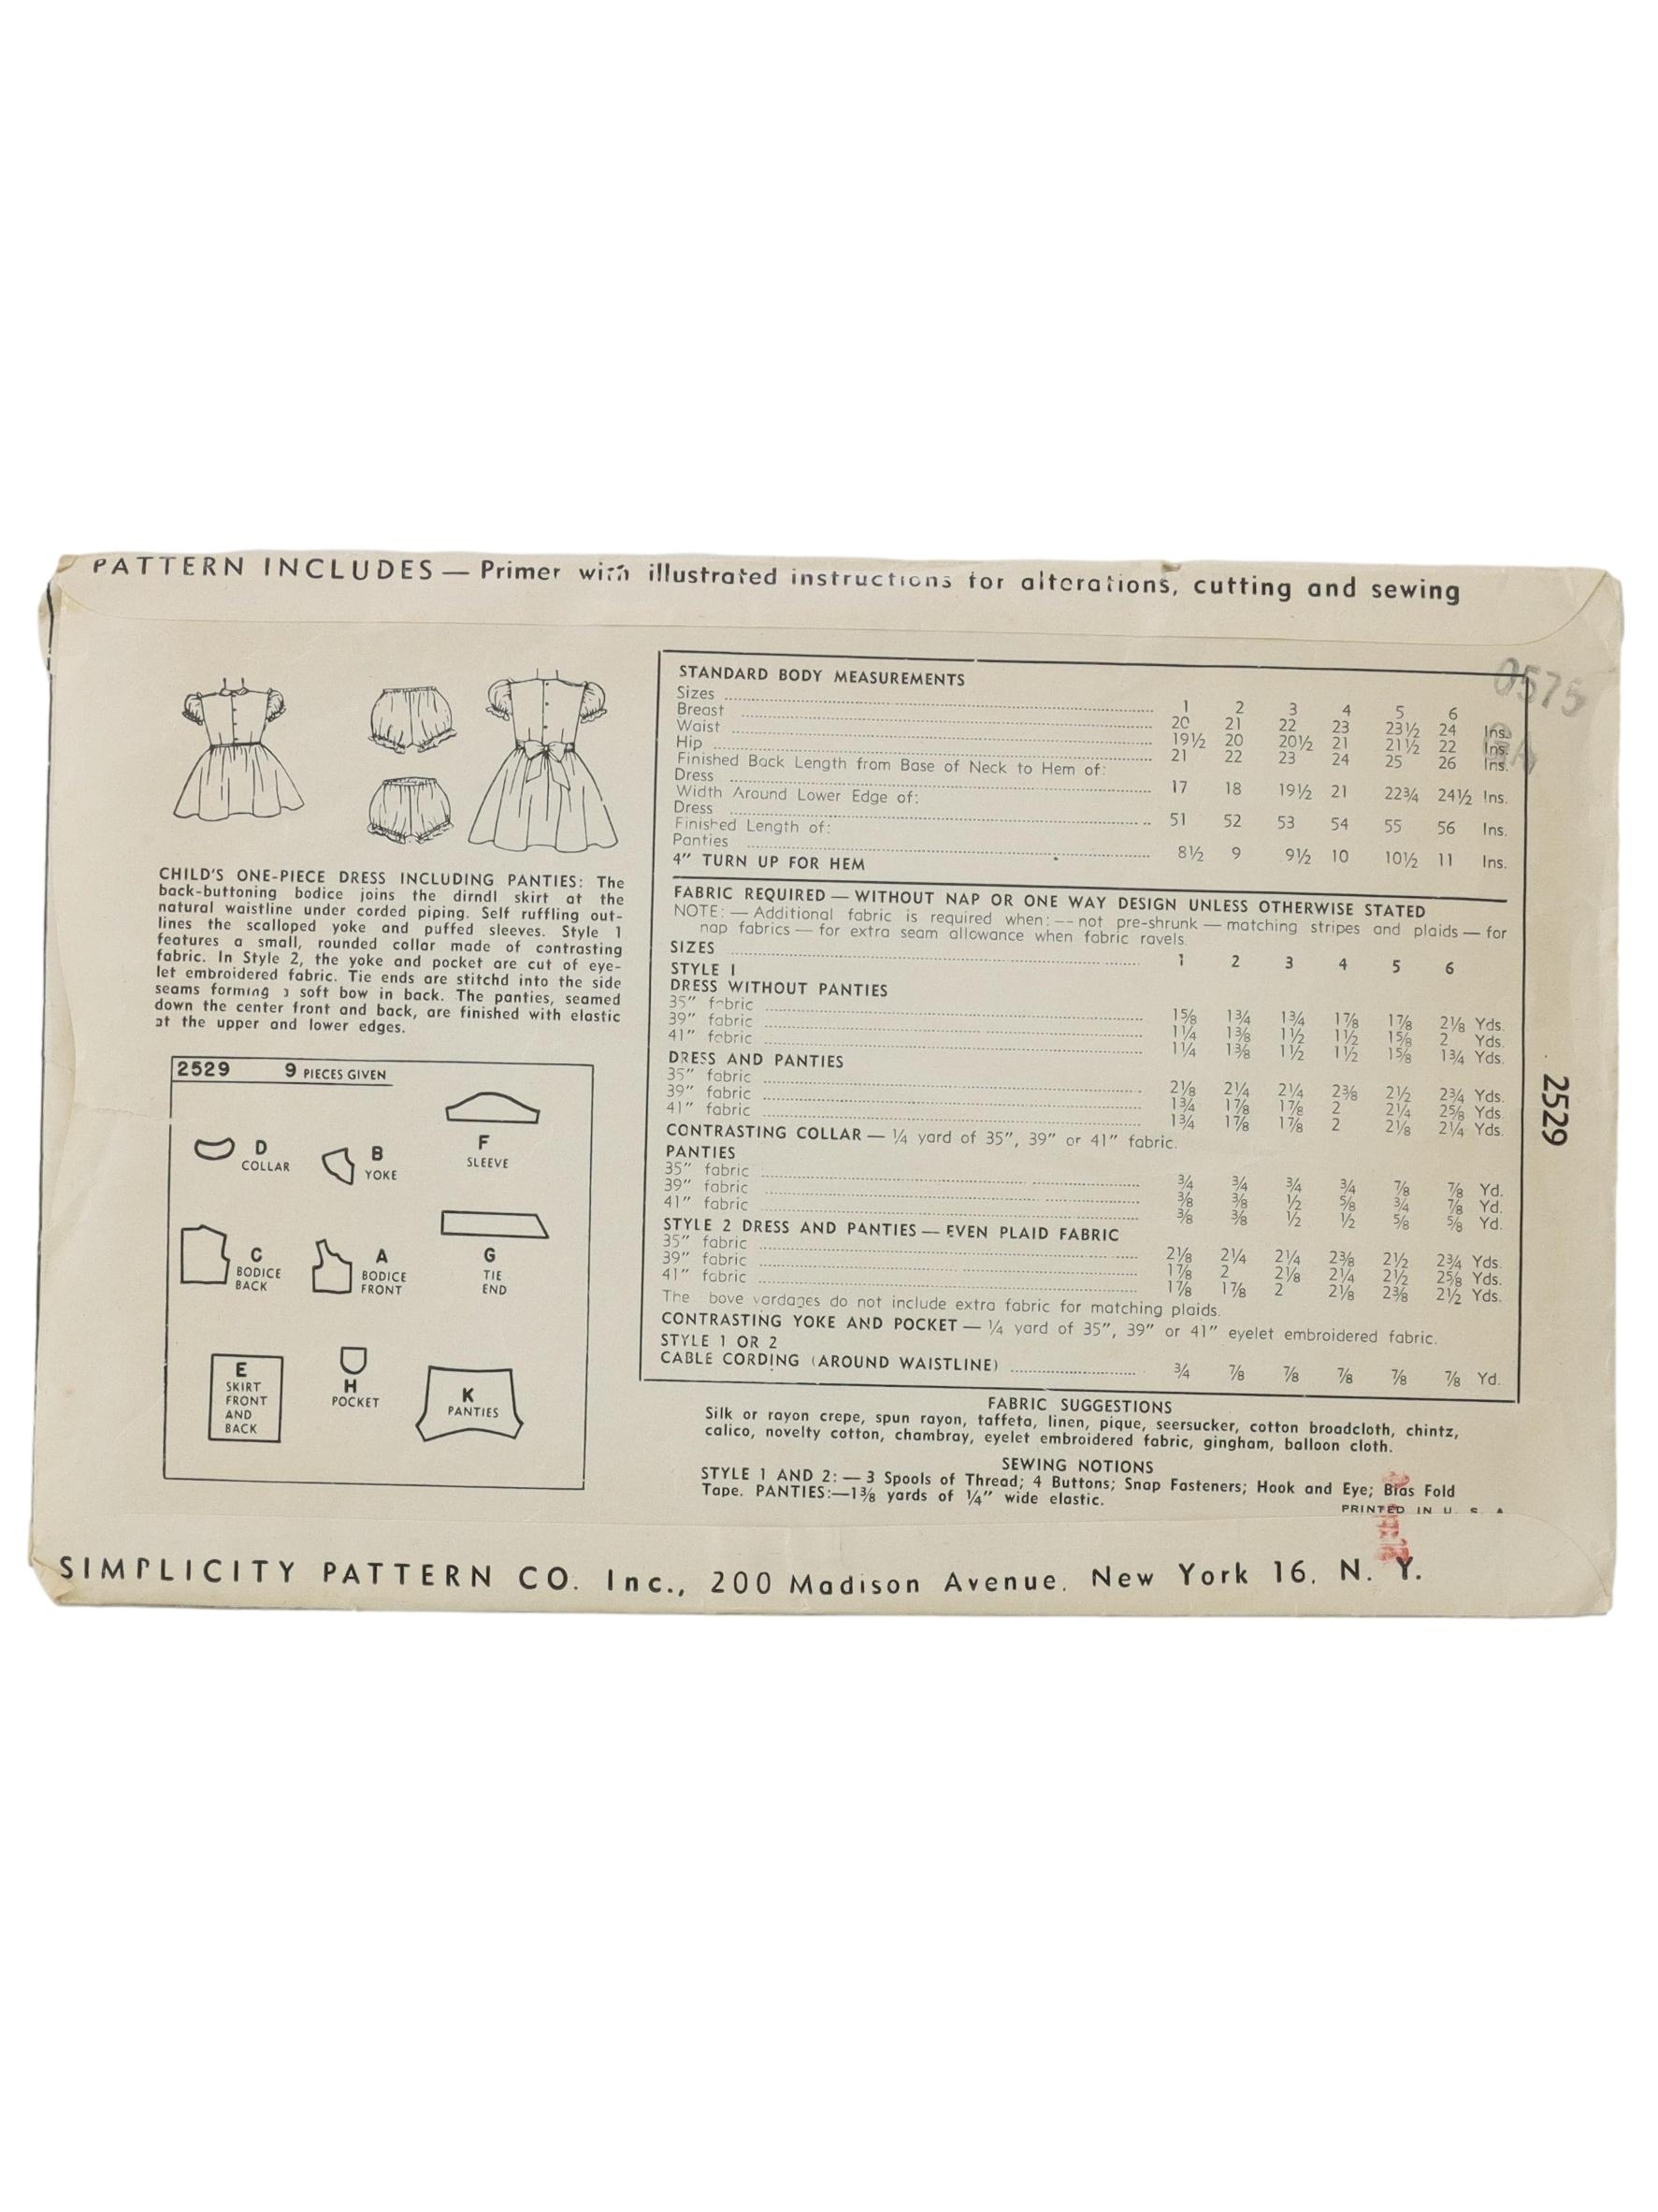 PATTERN INCLUDES — Primer with illustrated instructions for alterations, cutting and sewing
CHILD'S ONE-PIECE DRESS INCLUDING PANTIES: The
back-buttoning bodice joins the dirndl skirt at the
natural waistline under corded piping. Self ruffling out-
lines the scalloped yoke and puffed sleeves. Style 1
features a small, rounded collar made of contrasting
fabric. In Style 2, the yoke and pocket are cut of eye-
let embroidered fabric. Tie ends are stitchd into the side
seams forming a soft bow in back. The panties, seamed
down the center front and back, are finished with elastic
at the upper and lower edges.
2529 9 PIECES GIVEN
D
COLLAR
B
YOKE
F
SLEEVE
C
BODICE
BACK
A
BODICE
FRONT
G
TIE
END
E
SKIRT
FRONT
AND
BACK
H
POCKET
K
PANTIES
STANDARD BODY MEASUREMENTS
Sizes 1 2 3 4 5 6
Breast 20 21 22 23 23½ 24 Ins.
Waist 19½ 20 20½ 21 21½ 22 Ins.
Hip 21 22 23 24 25 26 Ins.
Finished Back Length from Base of Neck to Hem of:
Dress 17 18 19½ 21 22¾ 24½ Ins.
Width Around Lower Edge of:
Dress 51 52 53 54 55 56 Ins.
Finished Length of:
Panties 8½ 9 9½ 10 10½ 11 Ins.
4" TURN UP FOR HEM
FABRIC REQUIRED — WITHOUT NAP OR ONE WAY DESIGN UNLESS OTHERWISE STATED
NOTE: — Additional fabric is required when: — not pre-shrunk — matching stripes and plaids — for
nap fabrics — for extra seam allowance when fabric ravels.
SIZES 1 2 3 4 5 6
STYLE I
DRESS WITHOUT PANTIES
35" fabric 1⅝ 1¾ 1¾ 1⅞ 1⅞ 2⅛ Yds.
39" fabric 1¼ 1⅜ 1½ 1½ 1⅝ 2 Yds.
41" fabric 1¼ 1⅜ 1½ 1½ 1⅝ 1¾ Yds.
DRESS AND PANTIES
35" fabric 2⅛ 2¼ 2¼ 2⅜ 2½ 2¾ Yds.
39" fabric 1¾ 1⅞ 1⅞ 2 2¼ 2⅝ Yds.
41" fabric 1¾ 1⅞ 1⅞ 2 2⅛ 2¼ Yds.
CONTRASTING COLLAR — ¼ yard of 35", 39" or 41" fabric.
PANTIES
35" fabric ¾ ¾ ¾ ¾ ⅞ ⅞ Yd.
39" fabric ⅜ ⅜ ½ ⅝ ¾ ⅞ Yd.
41" fabric ⅜ ⅜ ½ ½ ⅝ ⅝ Yd.
STYLE 2 DRESS AND PANTIES — EVEN PLAID FABRIC
35" fabric 2⅛ 2¼ 2¼ 2⅜ 2½ 2¾ Yds.
39" fabric 1⅞ 2 2⅛ 2¼ 2½ 2⅝ Yds.
41" fabric 1⅞ 1⅞ 2 2⅛ 2⅜ 2½ Yds.
The bove yardages do not include extra fabric for matching plaids.
CONTRASTING YOKE AND POCKET — ¼ yard of 35", 39" or 41" eyelet embroidered fabric.
STYLE 1 OR 2
CABLE CORDING (AROUND WAISTLINE) ¾ ⅞ ⅞ ⅞ ⅞ ⅞ Yd.
FABRIC SUGGESTIONS
Silk or rayon crepe, spun rayon, taffeta, linen, pique, seersucker, cotton broadcloth, chintz,
calico, novelty cotton, chambray, eyelet embroidered fabric, gingham, balloon cloth.
SEWING NOTIONS
STYLE 1 AND 2: — 3 Spools of Thread; 4 Buttons; Snap Fasteners; Hook and Eye; Bias Fold
Tape. PANTIES:—1⅜ yards of ¼" wide elastic.
PRINTED IN U. S. A
0575
2529
SIMPLICITY PATTERN CO. Inc., 200 Madison Avenue, New York 16, N. Y.